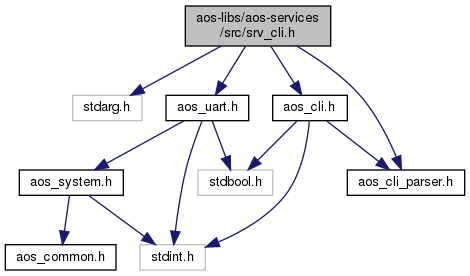 aos-libs/aos-services
/src/srv_cli.h
stdarg.h
aos_uart.h
aos_cli.h
aos_system.h
stdbool.h
aos_cli_parser.h
aos_common.h
stdint.h